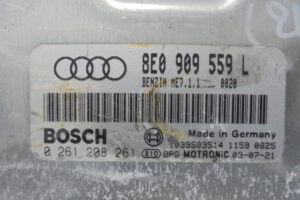 8E0 909 559 L
BENZIN ME7.1.1 0020
BOSCH
Made in Germany
1039S03514 1159 0825
0 261 208 261 BPG MOTRONIC 03-07-21